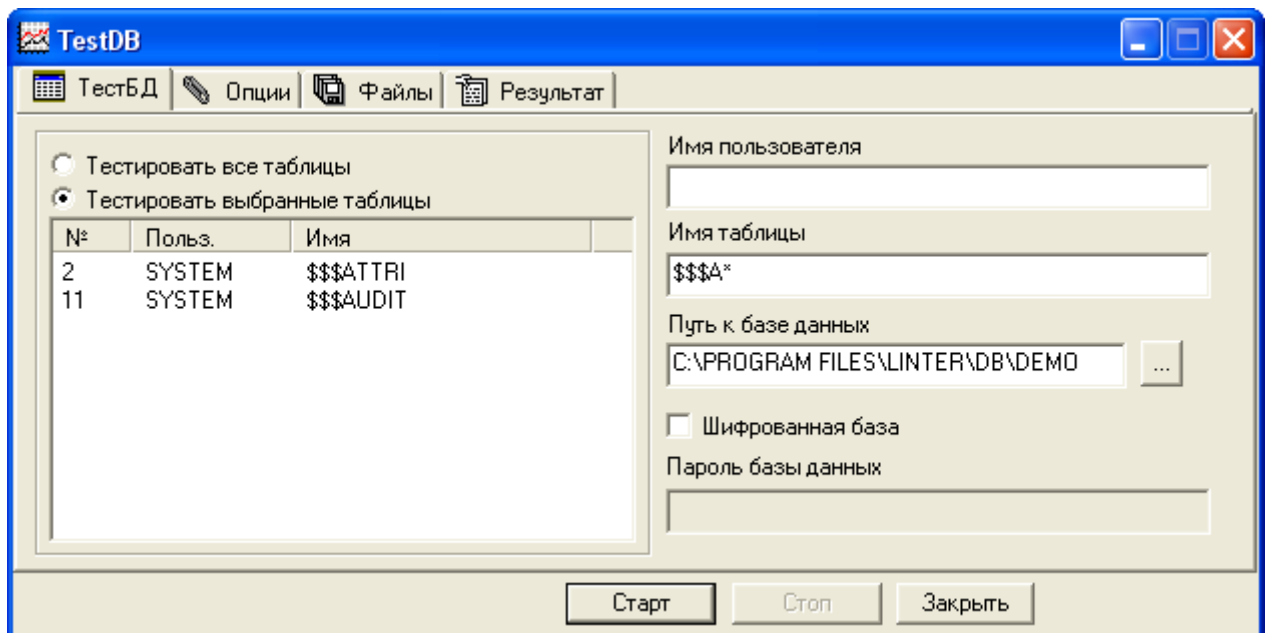 TestDB
ТестБД Опции Файлы Результат
Тестировать все таблицы
Тестировать выбранные таблицы
№ Польз. Имя
2 SYSTEM $$$ATTRI
11 SYSTEM $$$AUDIT
Имя пользователя
Имя таблицы
$$$A*
Путь к базе данных
C:\PROGRAM FILES\LINTER\DB\DEMO ...
Шифрованная база
Пароль базы данных
Старт Стоп Закрыть